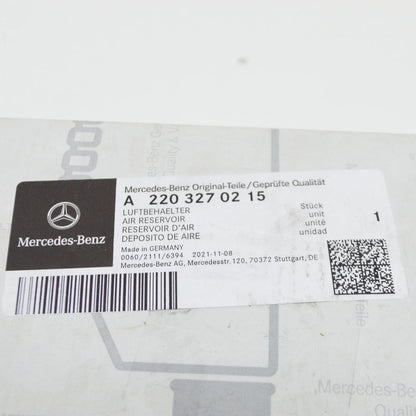 Mercedes-Benz Original-Teile/Geprüfte Qualität
A 220 327 02 15
LUFTBEHAELTER Stück
AIR RESERVOIR unit
RESERVOIR D'AIR unité 1
DEPOSITO DE AIRE unidad
Made in GERMANY
0060/2111/6394 2021-11-08
Mercedes-Benz AG, Mercedesstr.120, 70372 Stuttgart, DE
Mercedes-Benz
Mercedes-Benz